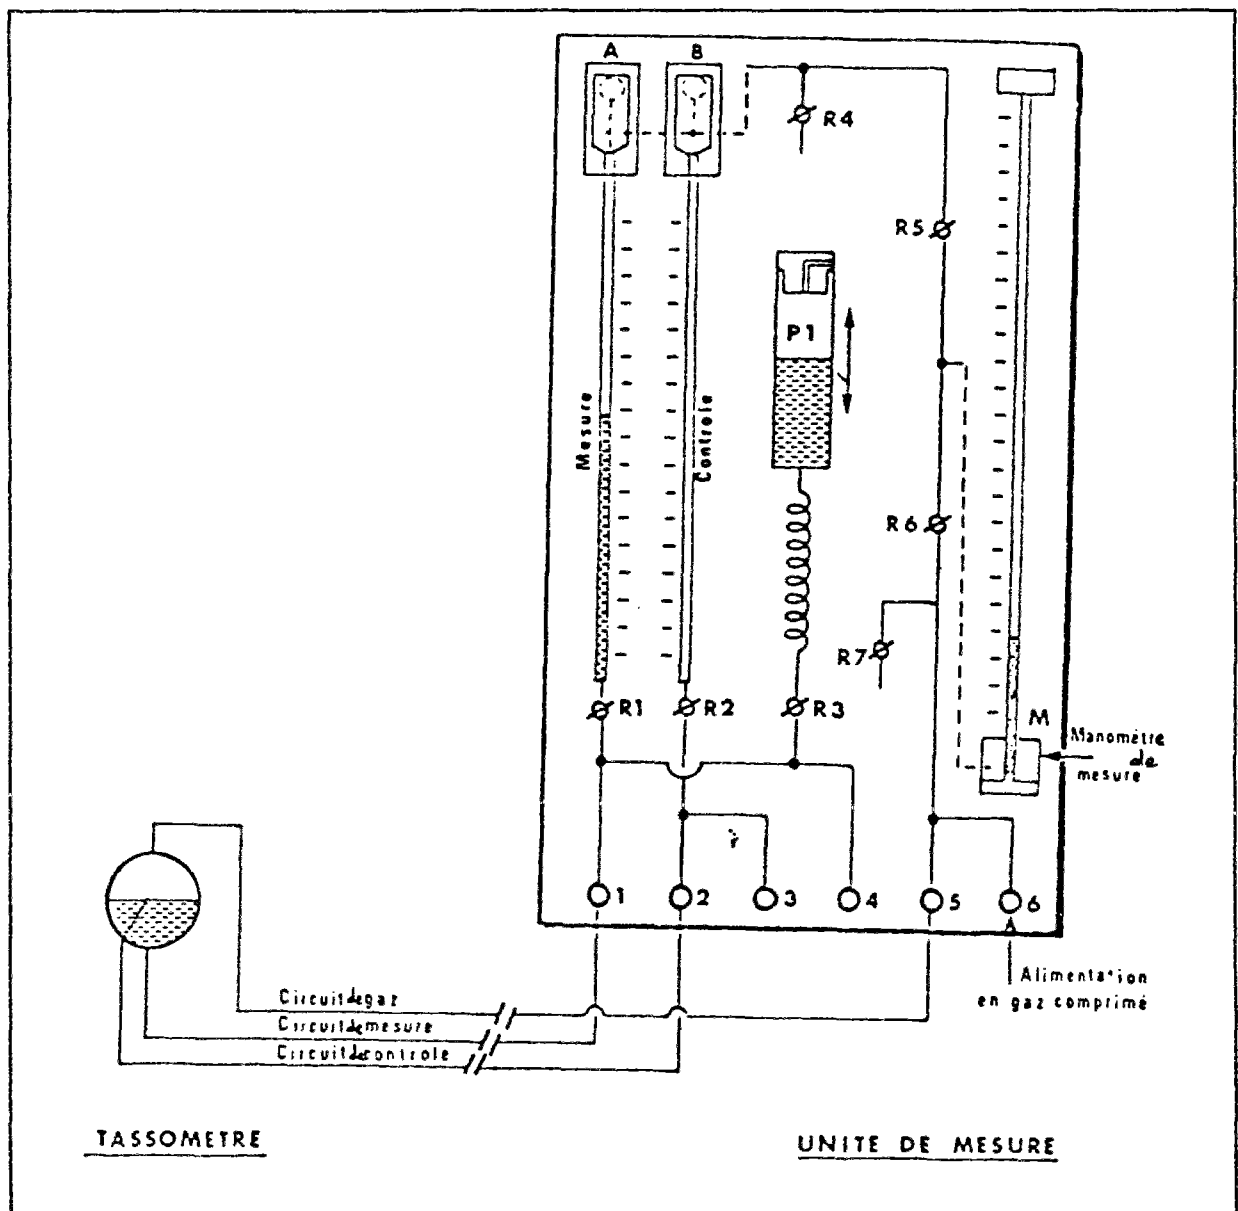 A B
R4
R5
P1
Mesure
Controle
R6
R7
R1 R2 R3
M
Manomètre
de
mesure
1 2 3 4 5 6
Alimentation
en gaz comprimé
Circuit de gaz
Circuit de mesure
Circuit de controle
TASSOMETRE
UNITE DE MESURE